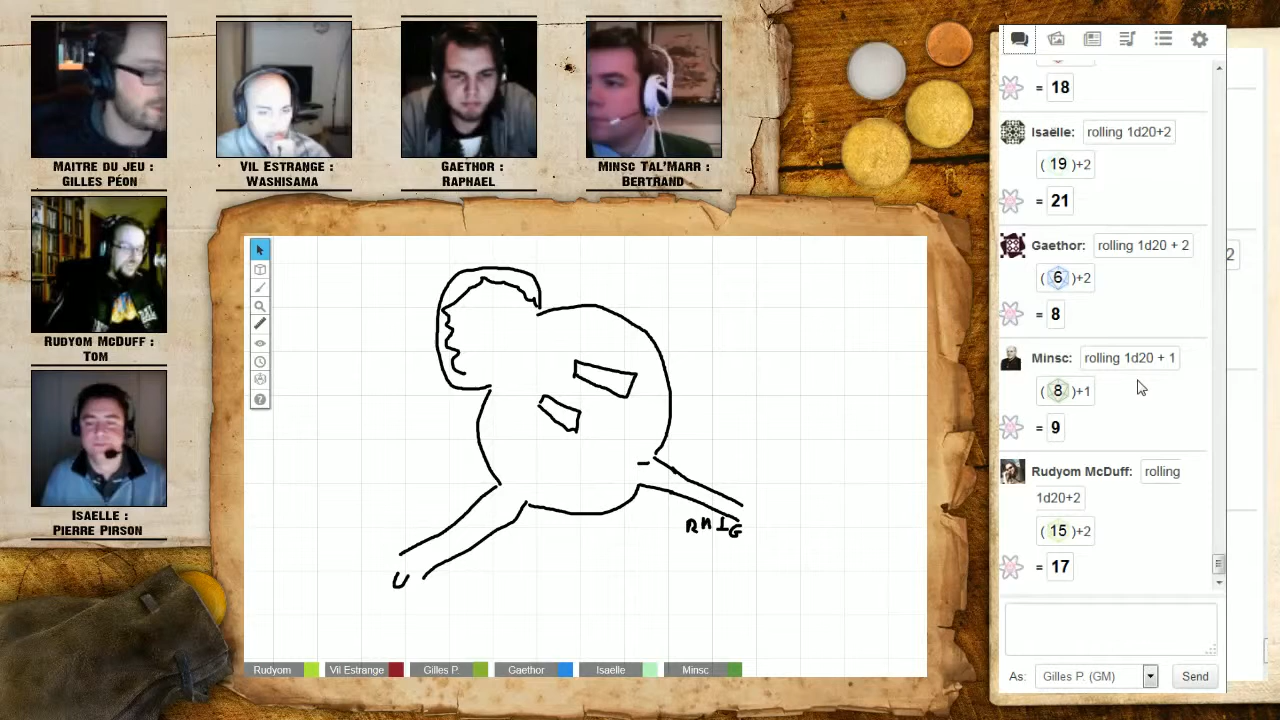 MAITRE DU JEU :
GILLES PÉON
VIL ESTRANGE :
WASHISAMA
GAETHOR :
RAPHAEL
MINSC TAL'MARR :
BERTRAND
RUDYOM MCDUFF :
TOM
ISAELLE :
PIERRE PIRSON
U
Rudyom
Vil Estrange
Gilles P.
Gaethor
Isaëlle
Minsc
= 18
Isaëlle: rolling 1d20+2
( 19 )+2
= 21
Gaethor: rolling 1d20 + 2
( 6 )+2
= 8
Minsc: rolling 1d20 + 1
( 8 )+1
= 9
Rudyom McDuff: rolling
1d20+2
( 15 )+2
= 17
As: Gilles P. (GM) Send
2